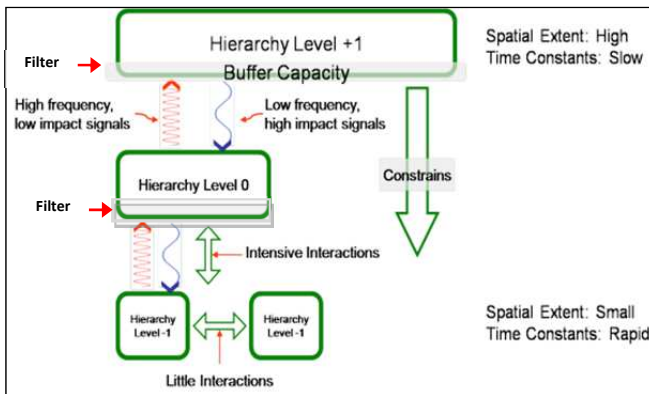 Hierarchy Level +1
Buffer Capacity
Filter
Spatial Extent: High
Time Constants: Slow
High frequency,
low impact signals
Low frequency,
high impact signals
Constrains
Hierarchy Level 0
Filter
Intensive Interactions
Hierarchy
Level -1
Hierarchy
Level -1
Little Interactions
Spatial Extent: Small
Time Constants: Rapid